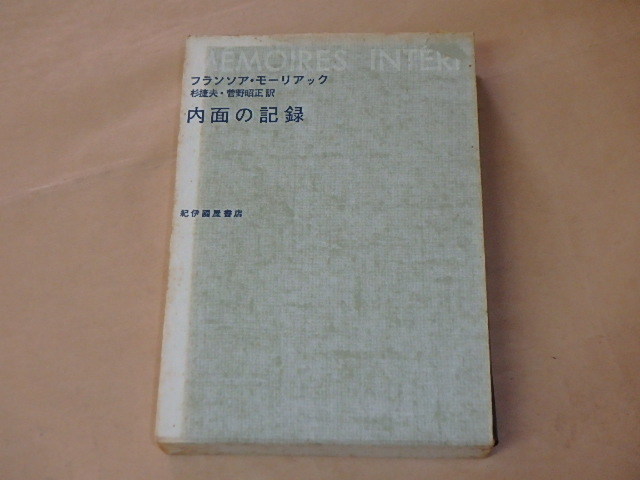 MEMOIRES INTÉRI
フランソア・モーリアック
杉捷夫・菅野昭正 訳
内面の記録
紀伊國屋書店